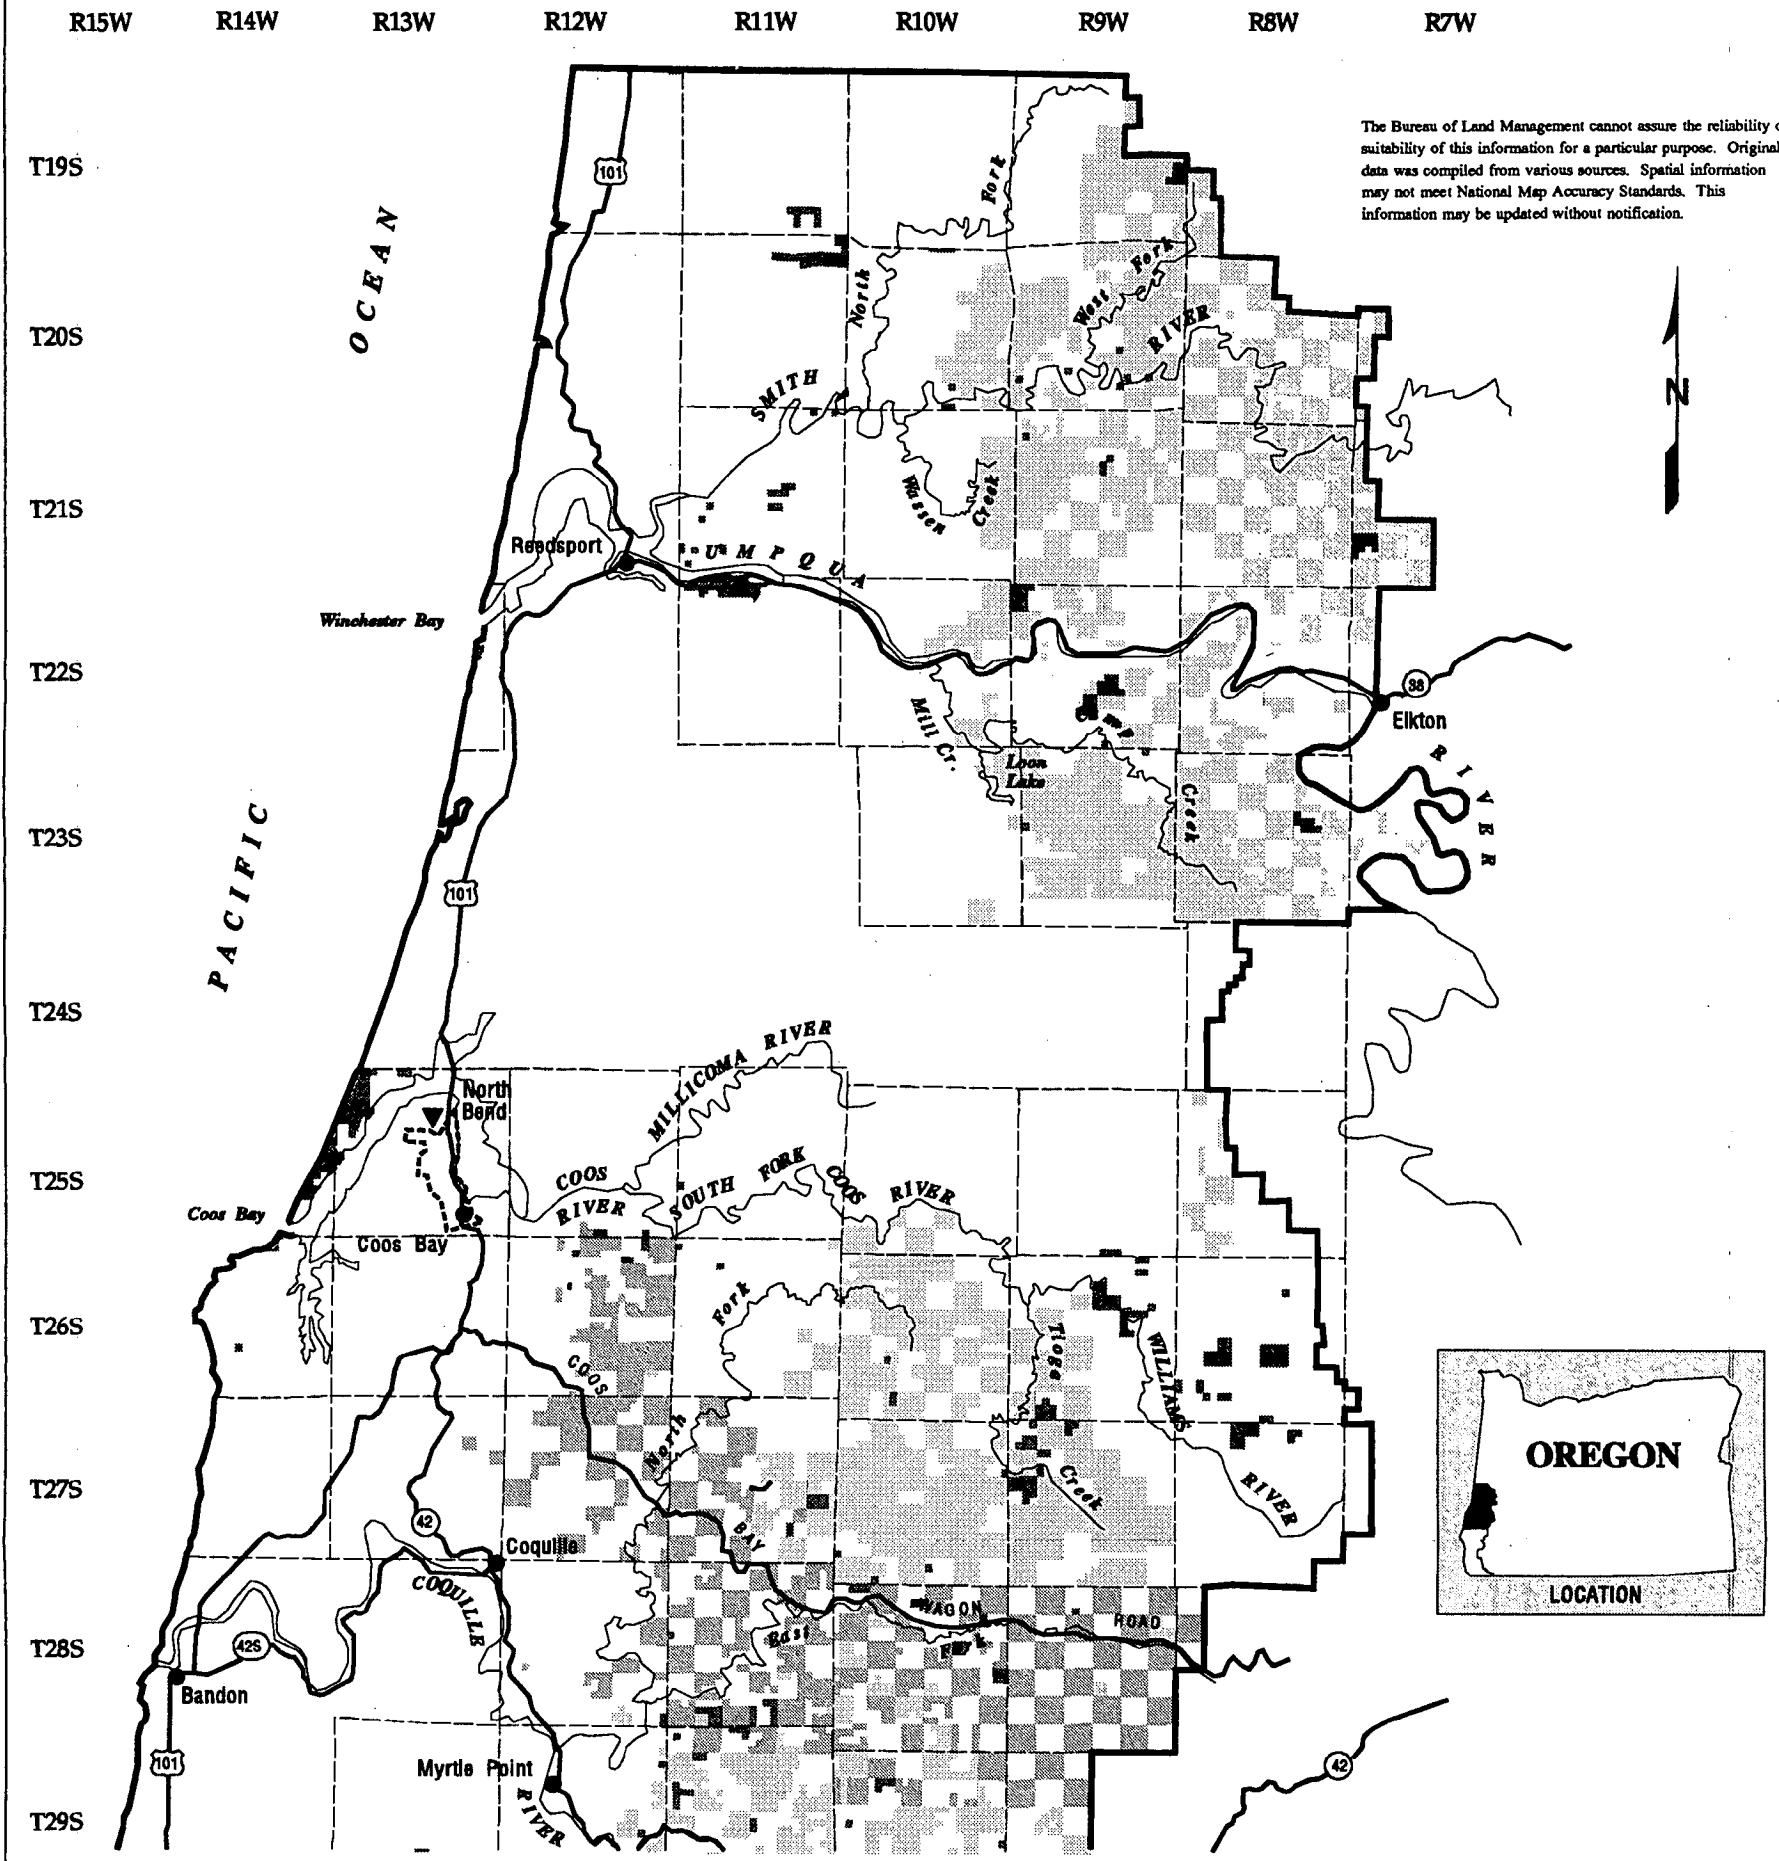 R15W R14W R13W R12W R11W R10W R9W R8W R7W
The Bureau of Land Management cannot assure the reliability
suitability of this information for a particular purpose. Original
data was compiled from various sources. Spatial information
may not meet National Map Accuracy Standards. This
information may be updated without notification.
T19S
101
Fork
OCEAN
West Fork
North
RIVER
T20S
SMITH
N
Wassen
Creek
T21S
Reedsport
UMPQUA
Winchester Bay
T22S
38
Elkton
Mill Cr.
Camp
Loon
Lake
RIVER
Creek
T23S
PACIFIC
101
T24S
MILLICOMA RIVER
North
Bend
T25S
COOS
RIVER
SOUTH FORK
COOS RIVER
Coos Bay
Coos Bay
Fork
T26S
Tioga
WILLIAMS
COOS
North
OREGON
T27S
Creek
RIVER
42
BAY
Coquille
COQUILLE
LOCATION
WAGON
ROAD
East
Fork
T28S
42S
Bandon
101
Myrtle Point
42
RIVER
T29S